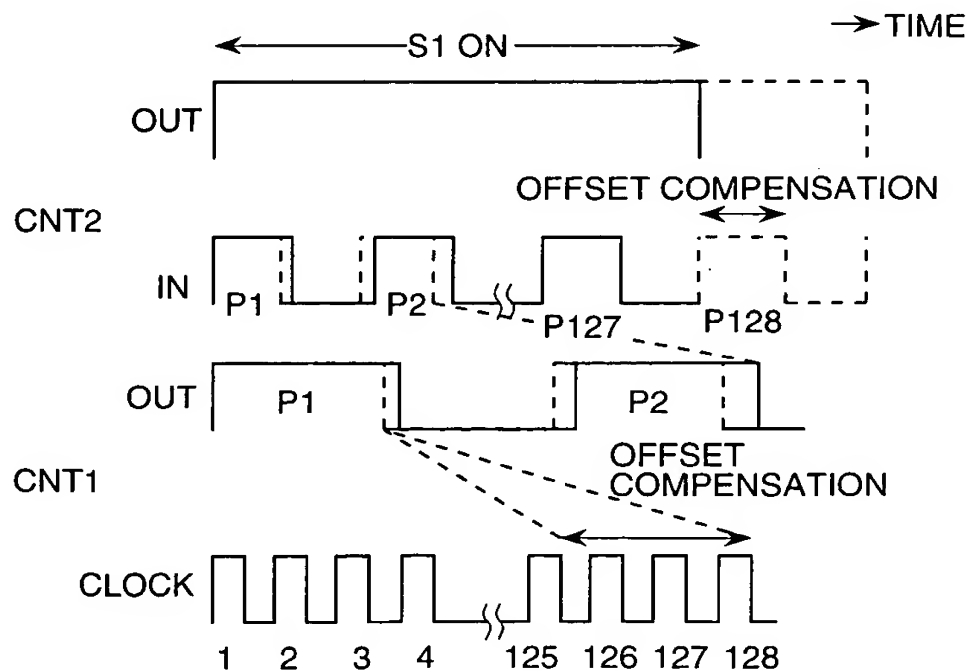 TIME
S1 ON
OUT
OFFSET COMPENSATION
CNT2
IN
P1
P2
P127
P128
OUT
P1
P2
CNT1
OFFSET
COMPENSATION
CLOCK
1 2 3 4 125 126 127 128